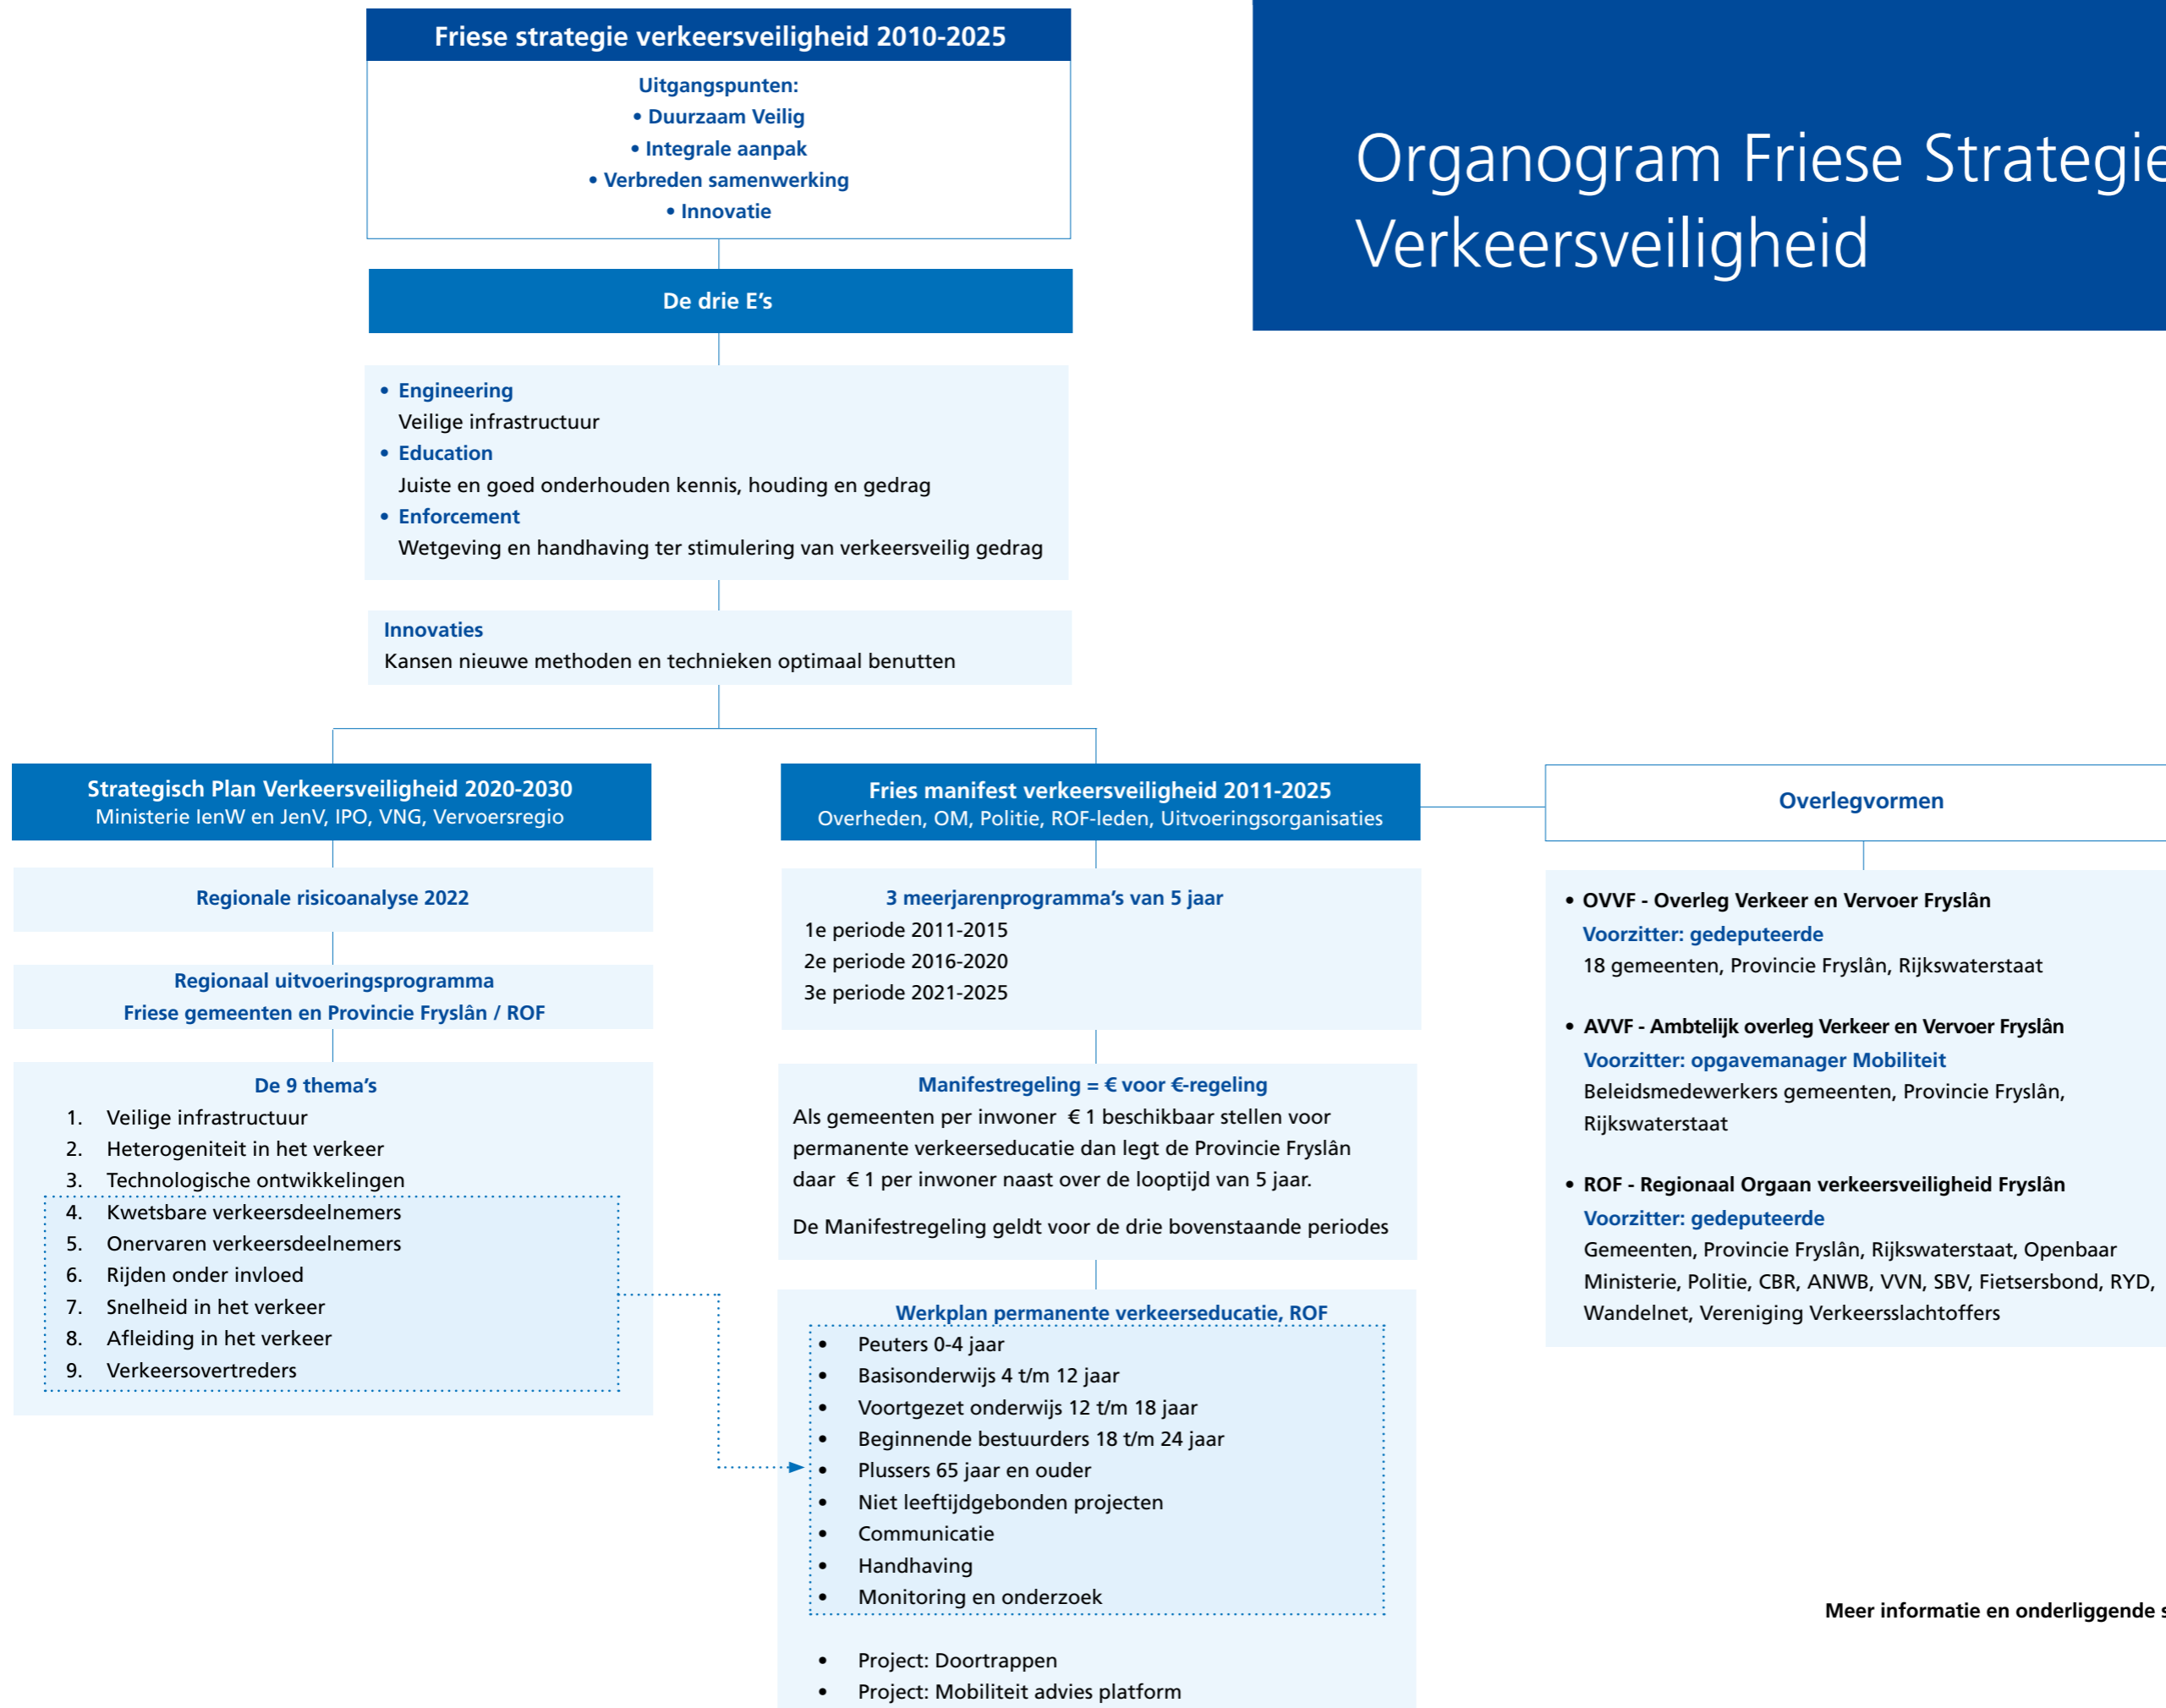 Friese strategie verkeersveiligheid 2010-2025
Uitgangspunten:
• Duurzaam Veilig
• Integrale aanpak
• Verbreden samenwerking
• Innovatie
Organogram Friese Strategie
Verkeersveiligheid
De drie E’s
• Engineering
Veilige infrastructuur
• Education
Juiste en goed onderhouden kennis, houding en gedrag
• Enforcement
Wetgeving en handhaving ter stimulering van verkeersveilig gedrag
Innovaties
Kansen nieuwe methoden en technieken optimaal benutten
Strategisch Plan Verkeersveiligheid 2020-2030
Ministerie IenW en JenV, IPO, VNG, Vervoersregio
Regionale risicoanalyse 2022
Regionaal uitvoeringsprogramma
Friese gemeenten en Provincie Fryslân / ROF
De 9 thema’s
1. Veilige infrastructuur
2. Heterogeniteit in het verkeer
3. Technologische ontwikkelingen
4. Kwetsbare verkeersdeelnemers
5. Onervaren verkeersdeelnemers
6. Rijden onder invloed
7. Snelheid in het verkeer
8. Afleiding in het verkeer
9. Verkeersovertreders
Fries manifest verkeersveiligheid 2011-2025
Overheden, OM, Politie, ROF-leden, Uitvoeringsorganisaties
3 meerjarenprogramma’s van 5 jaar
1e periode 2011-2015
2e periode 2016-2020
3e periode 2021-2025
Manifestregeling = € voor €-regeling
Als gemeenten per inwoner € 1 beschikbaar stellen voor
permanente verkeerseducatie dan legt de Provincie Fryslân
daar € 1 per inwoner naast over de looptijd van 5 jaar.
De Manifestregeling geldt voor de drie bovenstaande periodes
Werkplan permanente verkeerseducatie, ROF
• Peuters 0-4 jaar
• Basisonderwijs 4 t/m 12 jaar
• Voortgezet onderwijs 12 t/m 18 jaar
• Beginnende bestuurders 18 t/m 24 jaar
• Plussers 65 jaar en ouder
• Niet leeftijdgebonden projecten
• Communicatie
• Handhaving
• Monitoring en onderzoek
• Project: Doortrappen
• Project: Mobiliteit advies platform
Overlegvormen
• OVVF - Overleg Verkeer en Vervoer Fryslân
Voorzitter: gedeputeerde
18 gemeenten, Provincie Fryslân, Rijkswaterstaat
• AVVF - Ambtelijk overleg Verkeer en Vervoer Fryslân
Voorzitter: opgavemanager Mobiliteit
Beleidsmedewerkers gemeenten, Provincie Fryslân,
Rijkswaterstaat
• ROF - Regionaal Orgaan verkeersveiligheid Fryslân
Voorzitter: gedeputeerde
Gemeenten, Provincie Fryslân, Rijkswaterstaat, Openbaar
Ministerie, Politie, CBR, ANWB, VVN, SBV, Fietsersbond, RYD,
Wandelnet, Vereniging Verkeersslachtoffers
Meer informatie en onderliggende